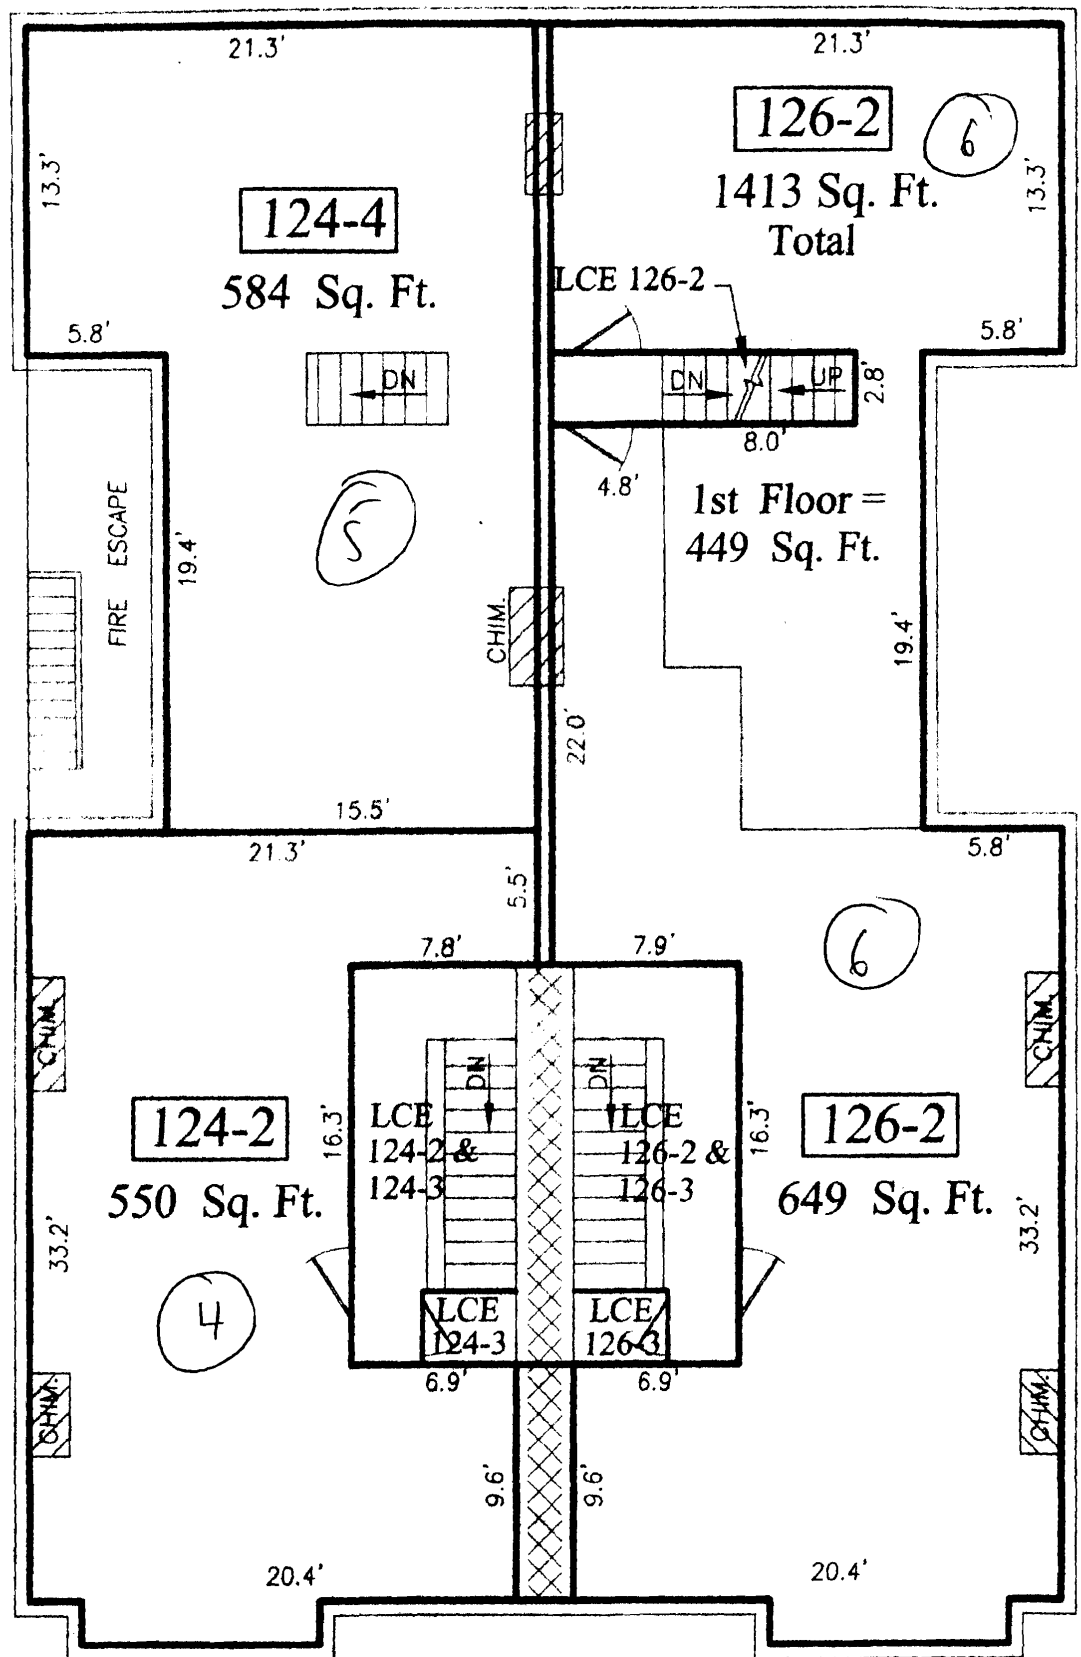 21.3'
21.3'
126-2
6
13.3'
13.3'
1413 Sq. Ft.
Total
124-4
584 Sq. Ft.
LCE 126-2
5.8'
5.8'
DN
DN
UP
2.8'
8.0'
4.8'
1st Floor =
449 Sq. Ft.
5
FIRE ESCAPE
19.4'
19.4'
CHIM.
22.0'
15.5'
21.3'
5.8'
5.5'
7.8'
7.9'
6
CHIM.
CHIM.
DN
DN
124-2
550 Sq. Ft.
16.3'
LCE
124-2 &
124-3
LCE
126-2 &
126-3
16.3'
126-2
649 Sq. Ft.
33.2'
33.2'
4
LCE
124-3
LCE
126-3
6.9'
6.9'
CHIM.
CHIM.
9.6'
9.6'
20.4'
20.4'